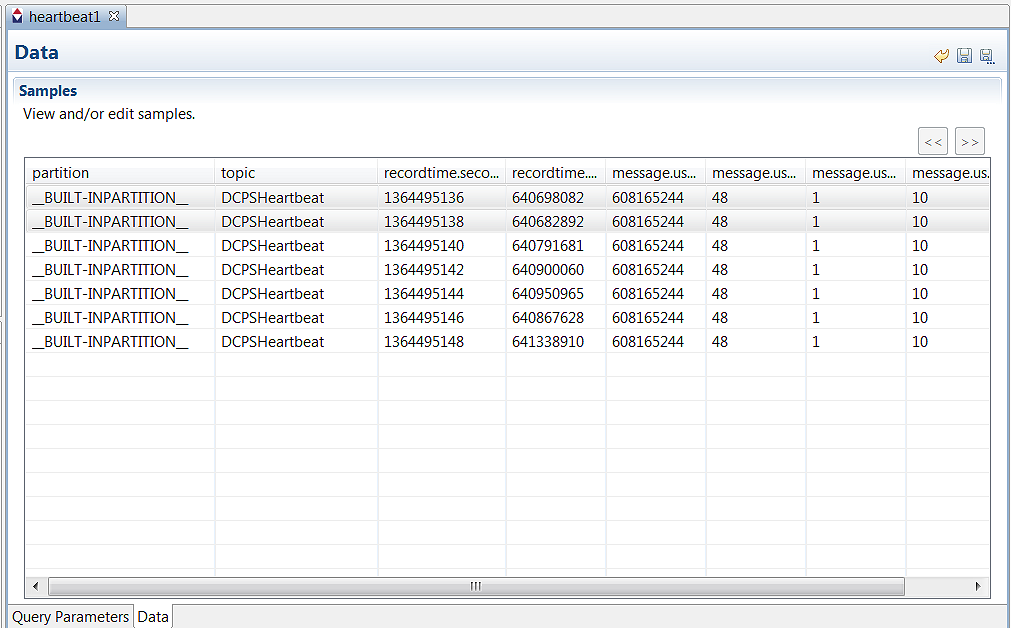 heartbeat1
Data
Samples
View and/or edit samples.
<< >>
partition topic recordtime.seco... recordtime.... message.us... message.us... message.us... message.us.
__BUILT-INPARTITION__ DCPSHeartbeat 1364495136 640698082 608165244 48 1 10
__BUILT-INPARTITION__ DCPSHeartbeat 1364495138 640682892 608165244 48 1 10
__BUILT-INPARTITION__ DCPSHeartbeat 1364495140 640791681 608165244 48 1 10
__BUILT-INPARTITION__ DCPSHeartbeat 1364495142 640900060 608165244 48 1 10
__BUILT-INPARTITION__ DCPSHeartbeat 1364495144 640950965 608165244 48 1 10
__BUILT-INPARTITION__ DCPSHeartbeat 1364495146 640867628 608165244 48 1 10
__BUILT-INPARTITION__ DCPSHeartbeat 1364495148 641338910 608165244 48 1 10
Query Parameters Data